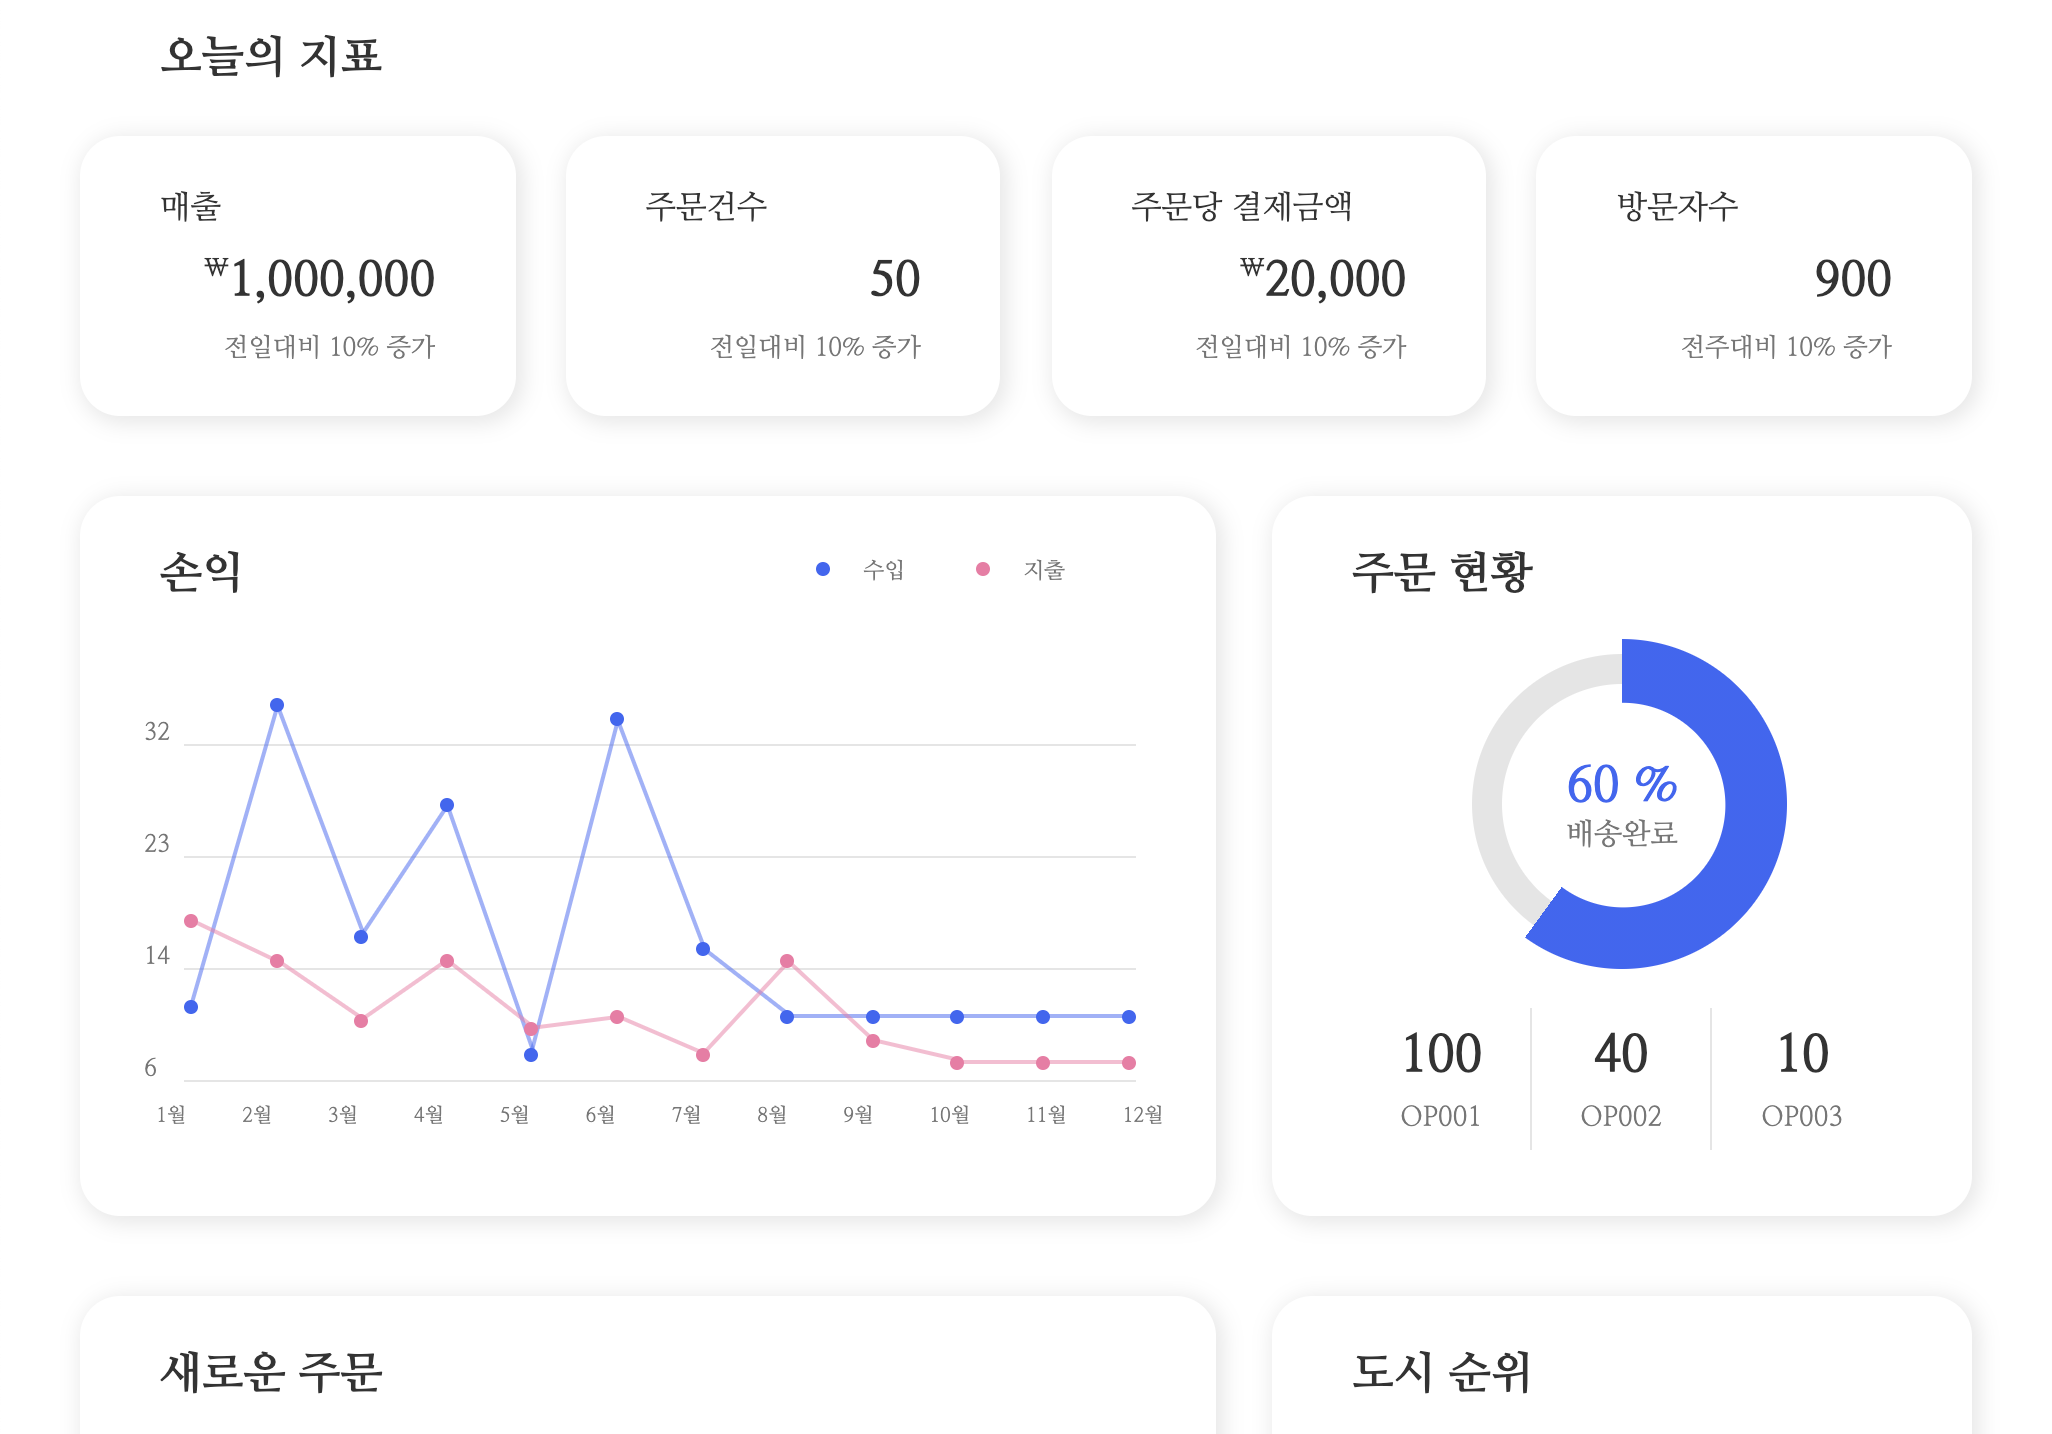 오늘의 지표
매출
₩1,000,000
전일대비 10% 증가
주문건수
50
전일대비 10% 증가
주문당 결제금액
₩20,000
전일대비 10% 증가
방문자수
900
전주대비 10% 증가
손익
수입
지출
32
23
14
6
1월 2월 3월 4월 5월 6월 7월 8월 9월 10월 11월 12월
주문 현황
60 %
배송완료
100
OP001
40
OP002
10
OP003
새로운 주문
도시 순위